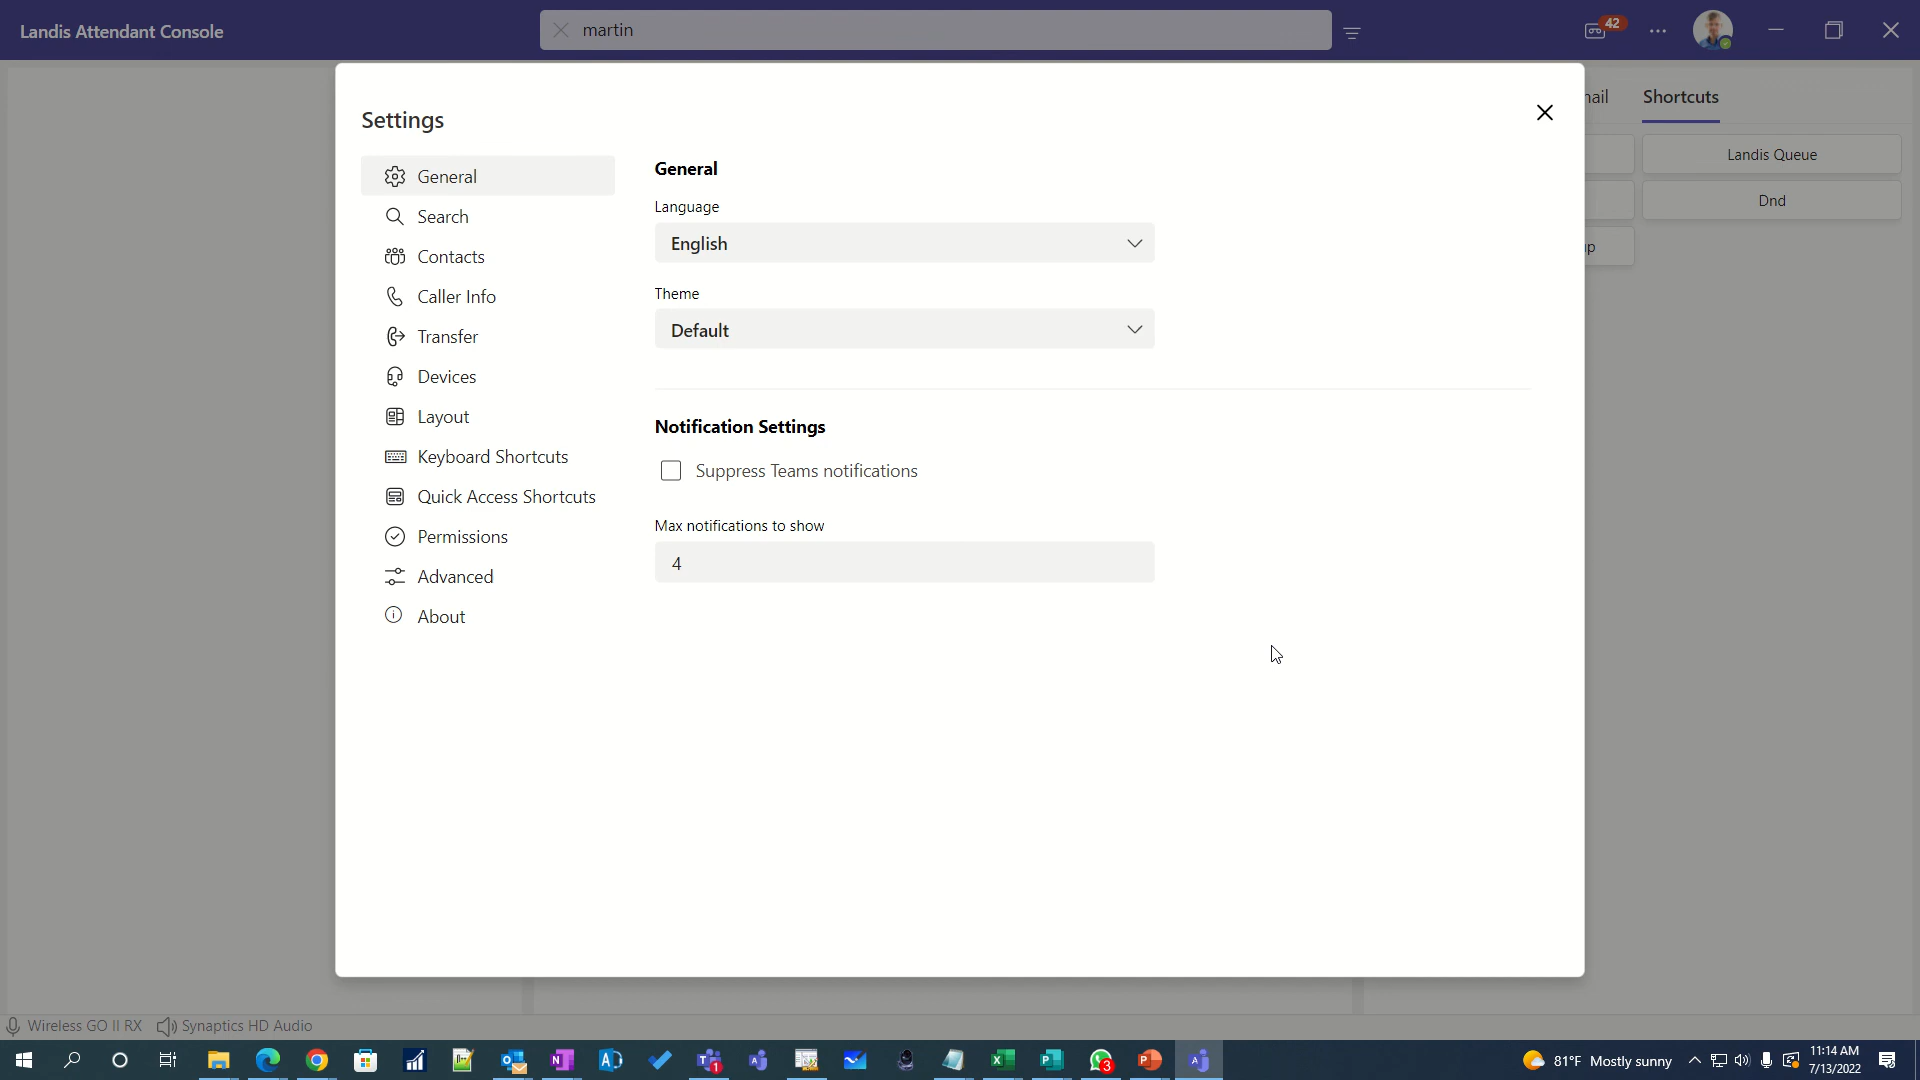 Landis Attendant Console
martin
42
Settings
General
Search
Contacts
Caller Info
Transfer
Devices
Layout
Keyboard Shortcuts
Quick Access Shortcuts
Permissions
Advanced
About
General
Language
English
Theme
Default
Notification Settings
Suppress Teams notifications
Max notifications to show
4
Shortcuts
Landis Queue
Dnd
Wireless GO II RX
Synaptics HD Audio
1
3
81°F Mostly sunny
11:14 AM
7/13/2022